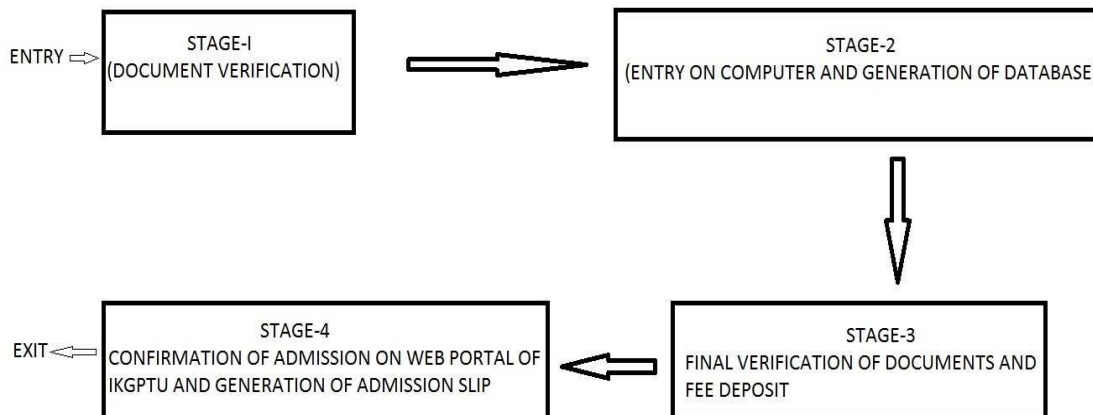 ENTRY
STAGE-I
(DOCUMENT VERIFICATION)
STAGE-2
(ENTRY ON COMPUTER AND GENERATION OF DATABASE
STAGE-3
FINAL VERIFICATION OF DOCUMENTS AND
FEE DEPOSIT
STAGE-4
CONFIRMATION OF ADMISSION ON WEB PORTAL OF
IKGPTU AND GENERATION OF ADMISSION SLIP
EXIT